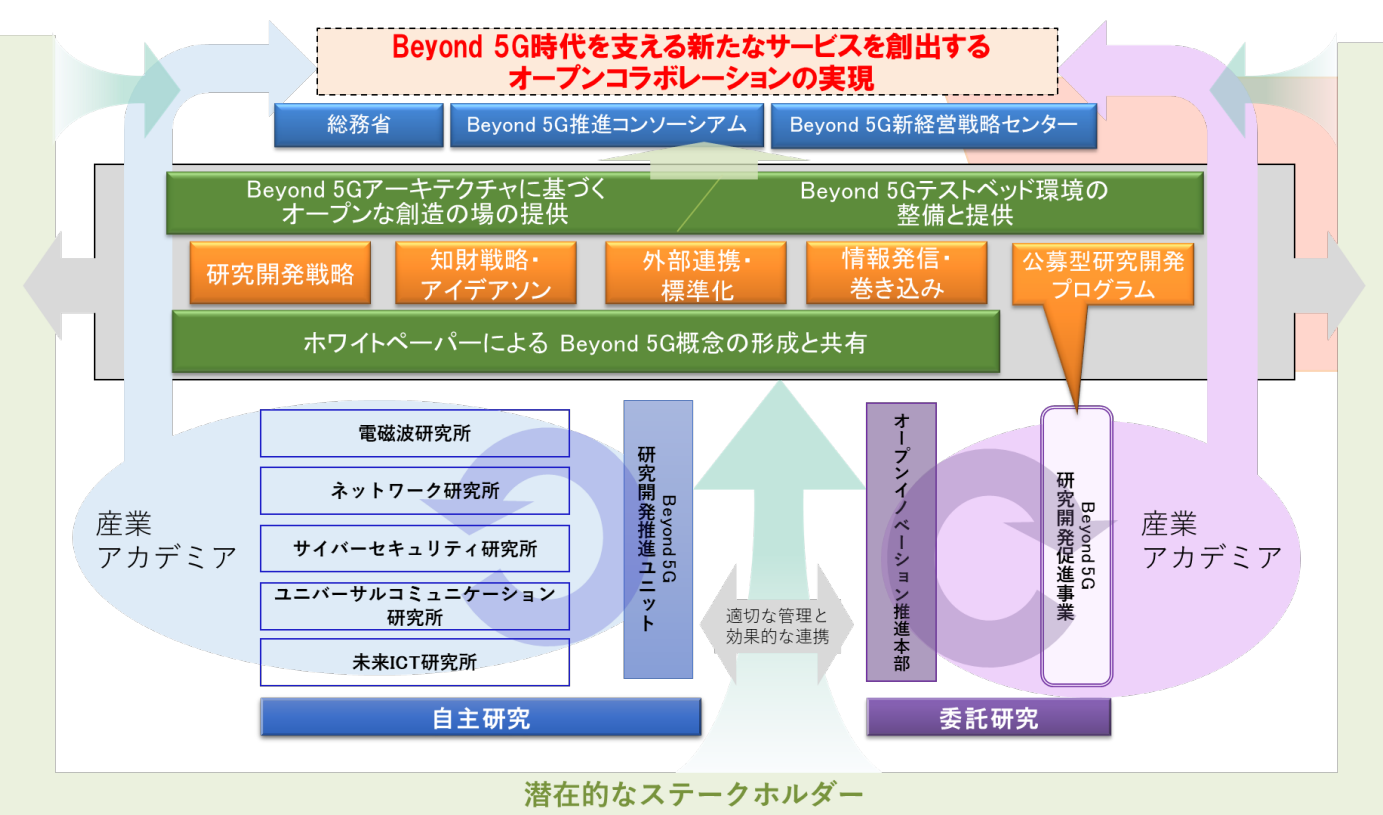 Beyond 5G時代を支える新たなサービスを創出する
オープンコラボレーションの実現
総務省
Beyond 5G推進コンソーシアム
Beyond 5G新経営戦略センター
Beyond 5Gアーキテクチャに基づく
オープンな創造の場の提供
Beyond 5Gテストベッド環境の
整備と提供
研究開発戦略
知財戦略・
アイデアソン
外部連携・
標準化
情報発信・
巻き込み
公募型研究開発
プログラム
ホワイトペーパーによる Beyond 5G概念の形成と共有
産業
アカデミア
電磁波研究所
ネットワーク研究所
サイバーセキュリティ研究所
ユニバーサルコミュニケーション
研究所
未来ICT研究所
Beyond5G
研究開発推進ユニット
適切な管理と
効果的な連携
オープンイノベーション推進本部
Beyond5G
研究開発促進事業
産業
アカデミア
自主研究
委託研究
潜在的なステークホルダー